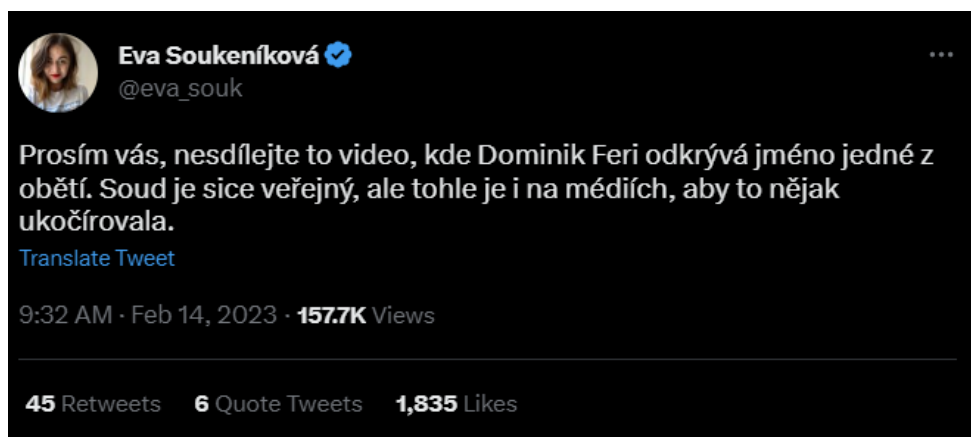 Eva Soukeníková
@eva_souk
Prosím vás, nesdílejte to video, kde Dominik Feri odkrývá jméno jedné z
obětí. Soud je sice veřejný, ale tohle je i na médiích, aby to nějak
ukočírovala.
Translate Tweet
9:32 AM · Feb 14, 2023 · 157.7K Views
45 Retweets 6 Quote Tweets 1,835 Likes